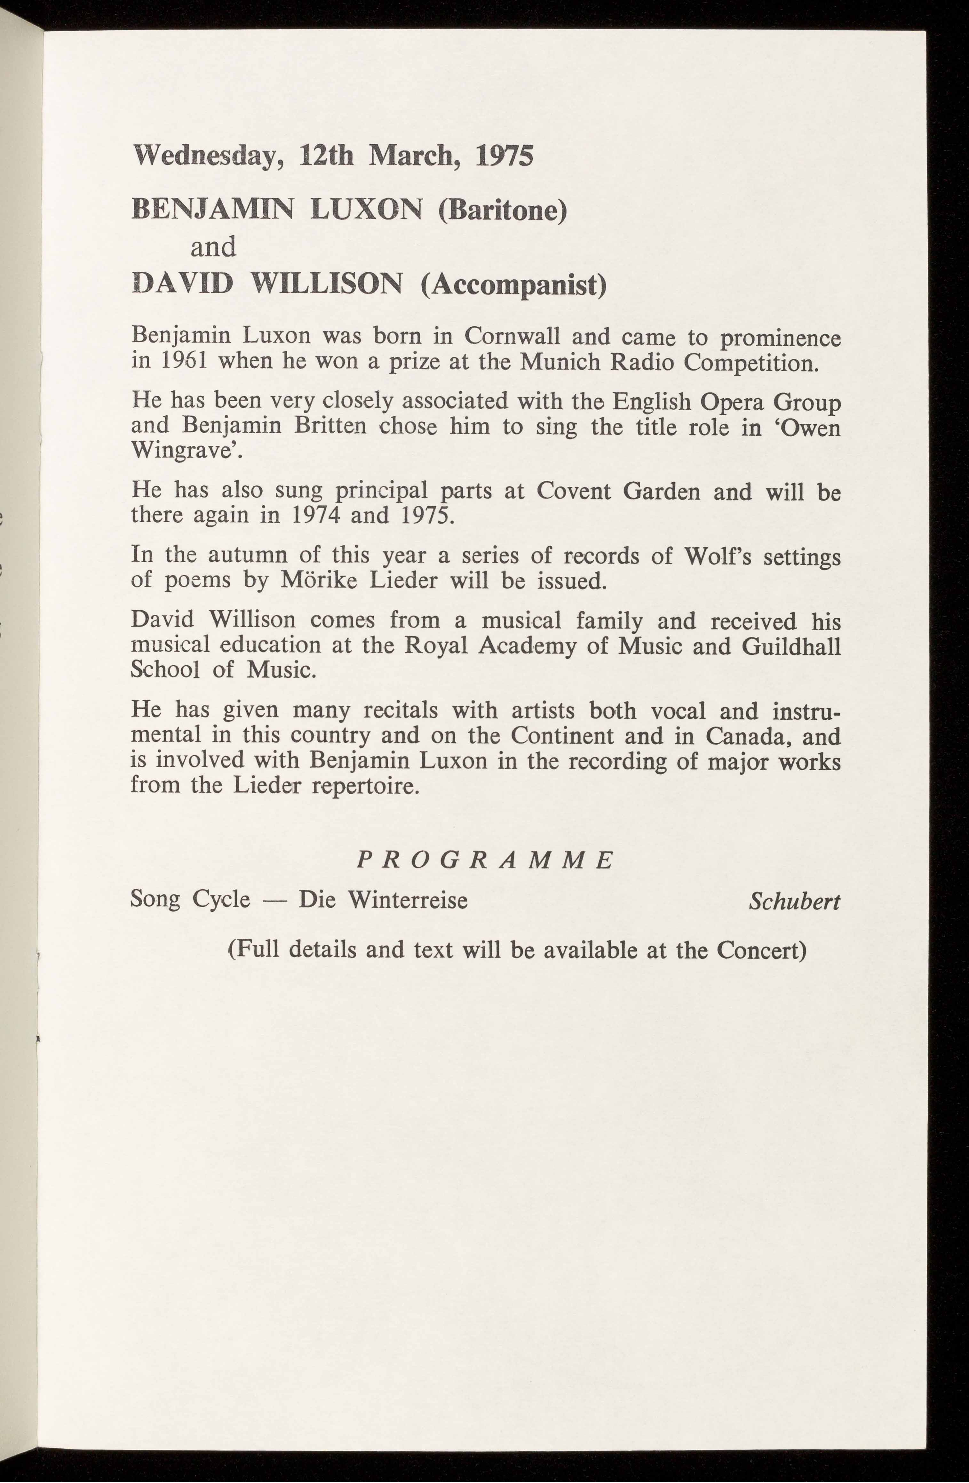 Wednesday, 12th March, 1975
BENJAMIN LUXON (Baritone)
and
DAVID WILLISON (Accompanist)
Benjamin Luxon was born in Cornwall and came to prominence
in 1961 when he won a prize at the Munich Radio Competition.
He has been very closely associated with the English Opera Group
and Benjamin Britten chose him to sing the title role in ‘Owen
Wingrave’.
He has also sung principal parts at Covent Garden and will be
there again in 1974 and 1975.
In the autumn of this year a series of records of Wolf’s settings
of poems by Mörike Lieder will be issued.
David Willison comes from a musical family and received his
musical education at the Royal Academy of Music and Guildhall
School of Music.
He has given many recitals with artists both vocal and instru-
mental in this country and on the Continent and in Canada, and
is involved with Benjamin Luxon in the recording of major works
from the Lieder repertoire.
PROGRAMME
Song Cycle — Die Winterreise Schubert
(Full details and text will be available at the Concert)